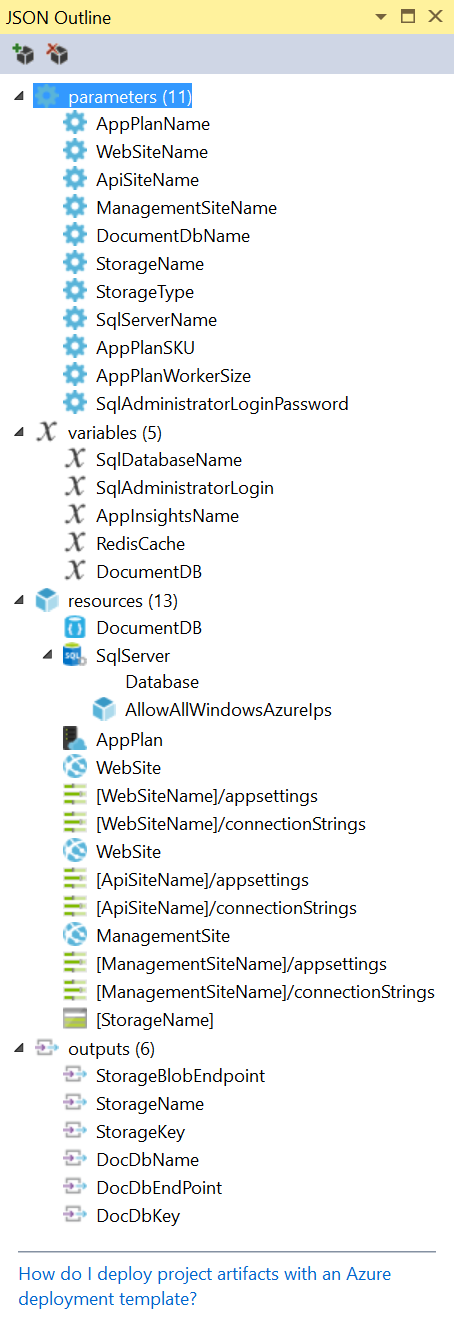 JSON Outline
parameters (11)
AppPlanName
WebSiteName
ApiSiteName
ManagementSiteName
DocumentDbName
StorageName
StorageType
SqlServerName
AppPlanSKU
AppPlanWorkerSize
SqlAdministratorLoginPassword
variables (5)
SqlDatabaseName
SqlAdministratorLogin
AppInsightsName
RedisCache
DocumentDB
resources (13)
DocumentDB
SqlServer
Database
AllowAllWindowsAzureIps
AppPlan
WebSite
[WebSiteName]/appsettings
[WebSiteName]/connectionStrings
WebSite
[ApiSiteName]/appsettings
[ApiSiteName]/connectionStrings
ManagementSite
[ManagementSiteName]/appsettings
[ManagementSiteName]/connectionStrings
[StorageName]
outputs (6)
StorageBlobEndpoint
StorageName
StorageKey
DocDbName
DocDbEndPoint
DocDbKey
How do I deploy project artifacts with an Azure
deployment template?